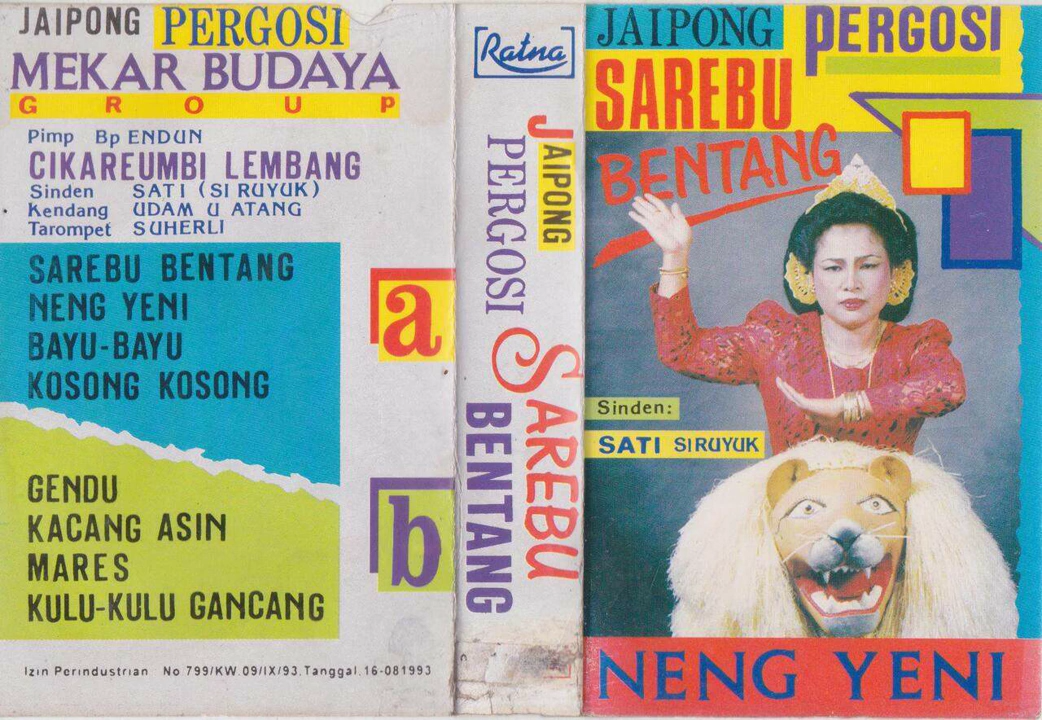 JAIPONG PERGOSI
MEKAR BUDAYA
GROUP
Pimp Bp ENDUN
CIKAREUMBI LEMBANG
Sinden SATI (SI RUYUK)
Kendang UDAM U ATANG
Tarompet SUHERLI
SAREBU BENTANG
NENG YENI
BAYU-BAYU
KOSONG KOSONG
a
GENDU
KACANG ASIN
MARES
KULU-KULU GANCANG
b
Izin Perindustrian No 799/KW.09/IX/93.Tanggal.16-081993
Ratna
JAIPONG
PERGOSI
SAREBU
BENTANG
JAIPONG PERGOSI
SAREBU
BENTANG
Sinden:
SATI SIRUYUK
NENG YENI